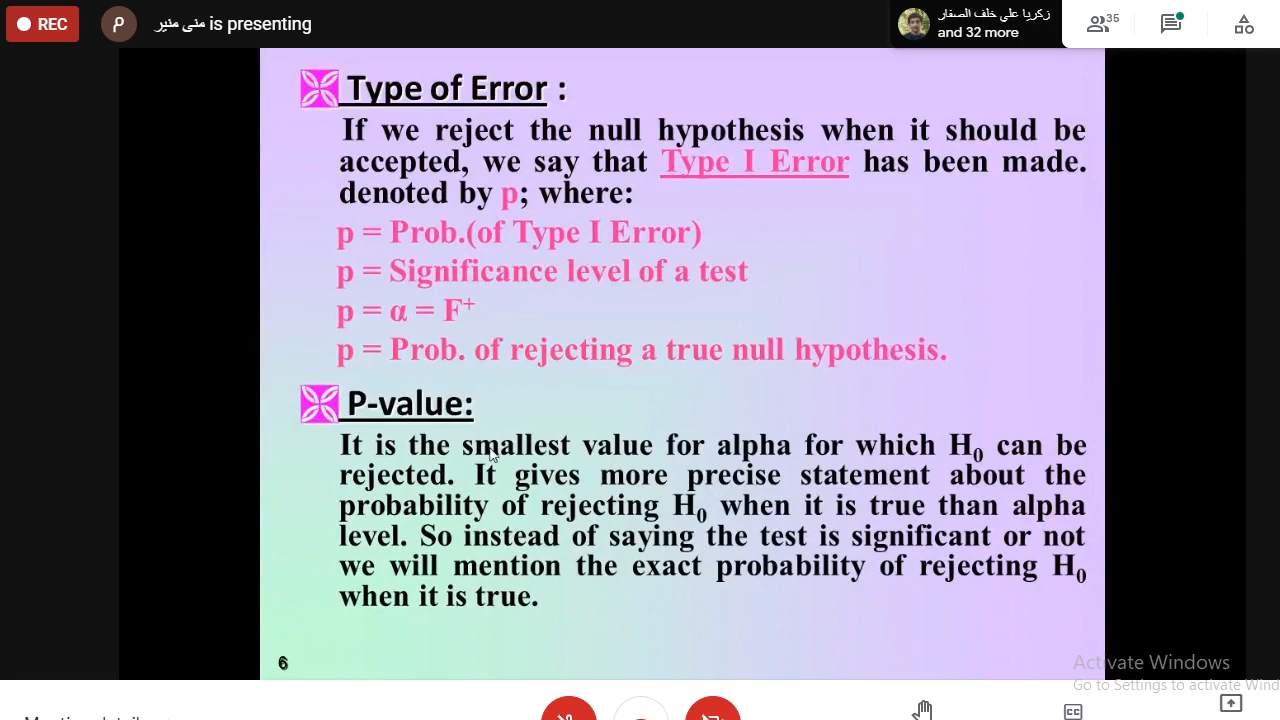 REC
م
منى منير is presenting
زكريا علي خلف الصفار
and 32 more
35
Type of Error :
If we reject the null hypothesis when it should be
accepted, we say that Type I Error has been made.
denoted by p; where:
p = Prob.(of Type I Error)
p = Significance level of a test
p = α = F⁺
p = Prob. of rejecting a true null hypothesis.
P-value:
It is the smallest value for alpha for which H₀ can be
rejected. It gives more precise statement about the
probability of rejecting H₀ when it is true than alpha
level. So instead of saying the test is significant or not
we will mention the exact probability of rejecting H₀
when it is true.
6
Activate Windows
Go to Settings to activate Wind
CC